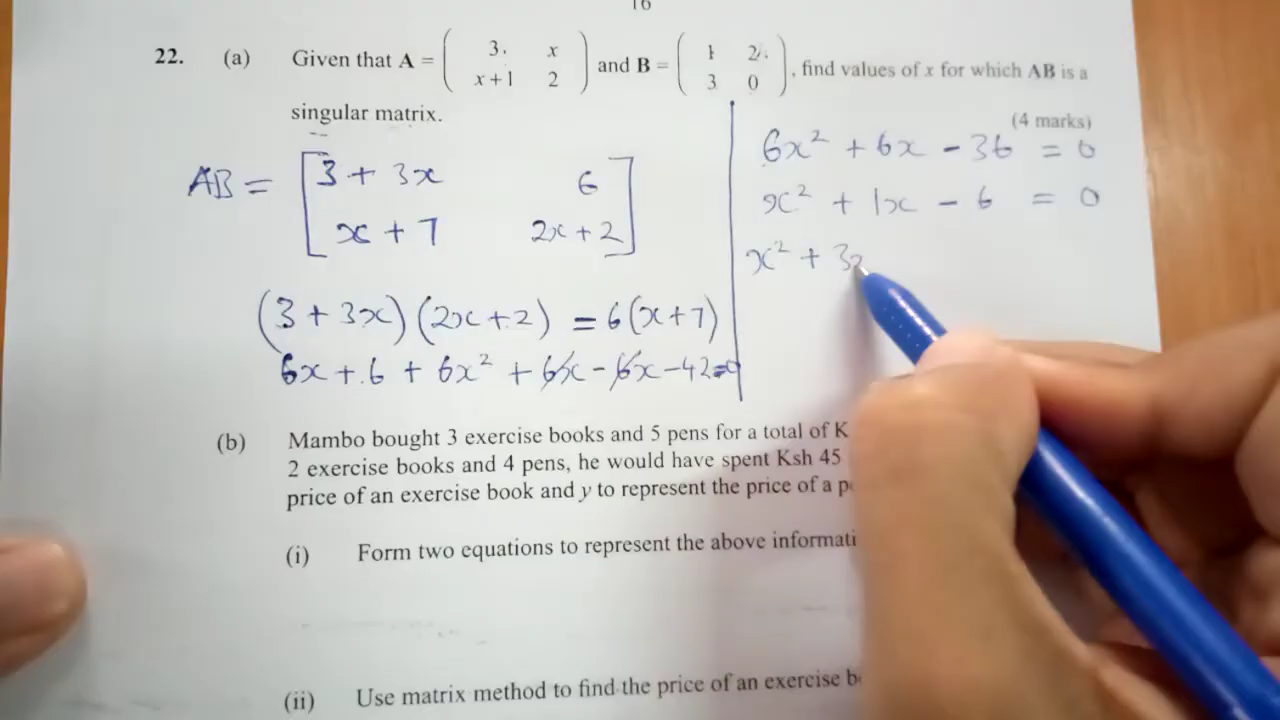 16
22. (a) Given that A = ( 3 x ; x+1 2 ) and B = ( 1 2 ; 3 0 ), find values of x for which AB is a
singular matrix.
(4 marks)
AB = [ 3 + 3x 6
x + 7 2x + 2 ]
(3 + 3x)(2x + 2) = 6(x+7)
6x + 6 + 6x² + 6x - 6x - 42 = 0
6x² + 6x - 36 = 0
x² + 1x - 6 = 0
x² + 3x
(b) Mambo bought 3 exercise books and 5 pens for a total of K
2 exercise books and 4 pens, he would have spent Ksh 45
price of an exercise book and y to represent the price of a
(i) Form two equations to represent the above
(ii) Use matrix method to find the price of an exercise